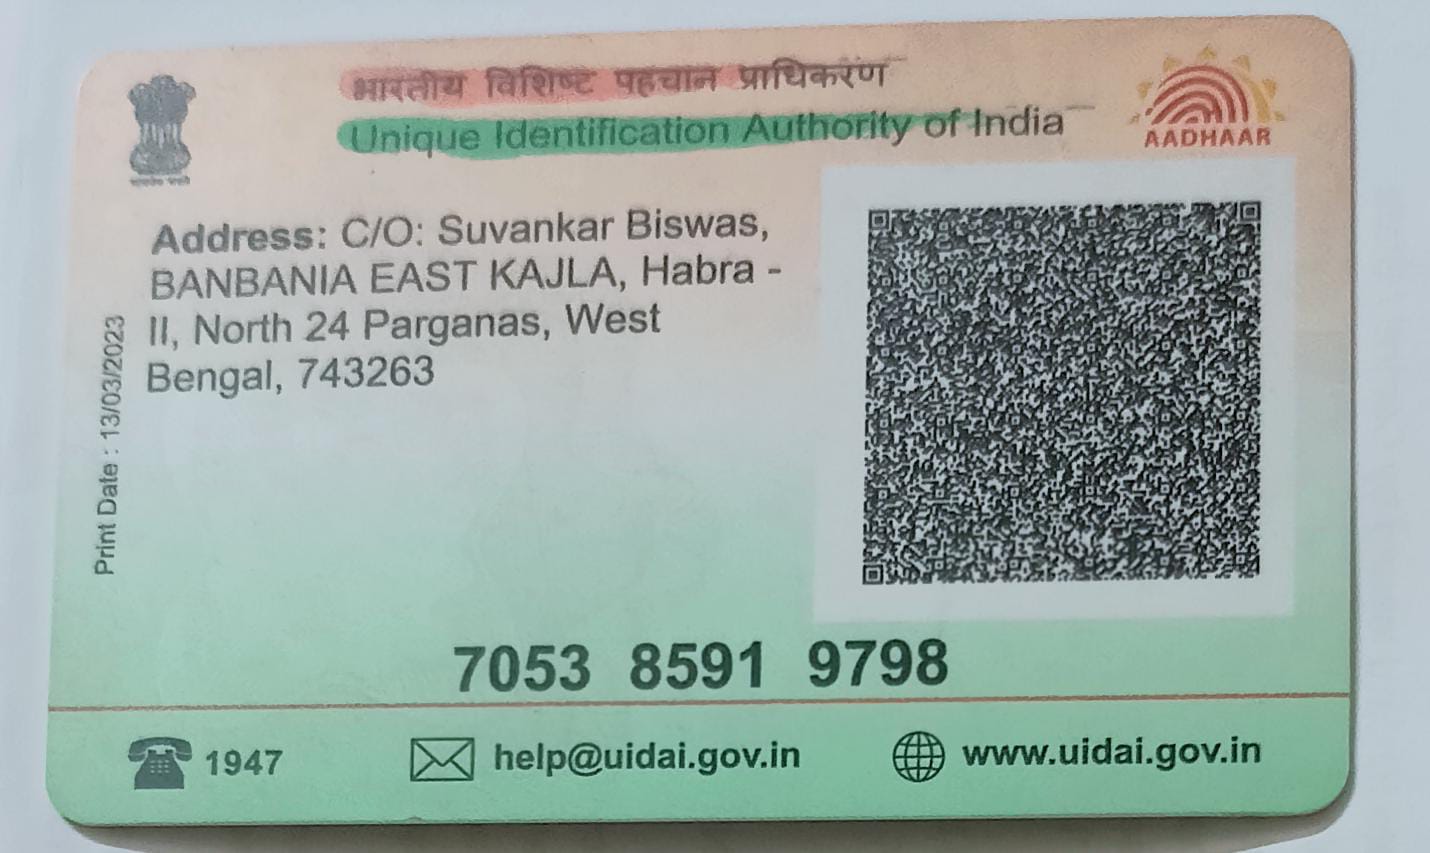 भारतीय विशिष्ट पहचान प्राधिकरण
Unique Identification Authority of India
AADHAAR
Address: C/O: Suvankar Biswas,
BANBANIA EAST KAJLA, Habra -
II, North 24 Parganas, West
Bengal, 743263
Print Date : 13/03/2023
7053 8591 9798
1947
help@uidai.gov.in
www.uidai.gov.in